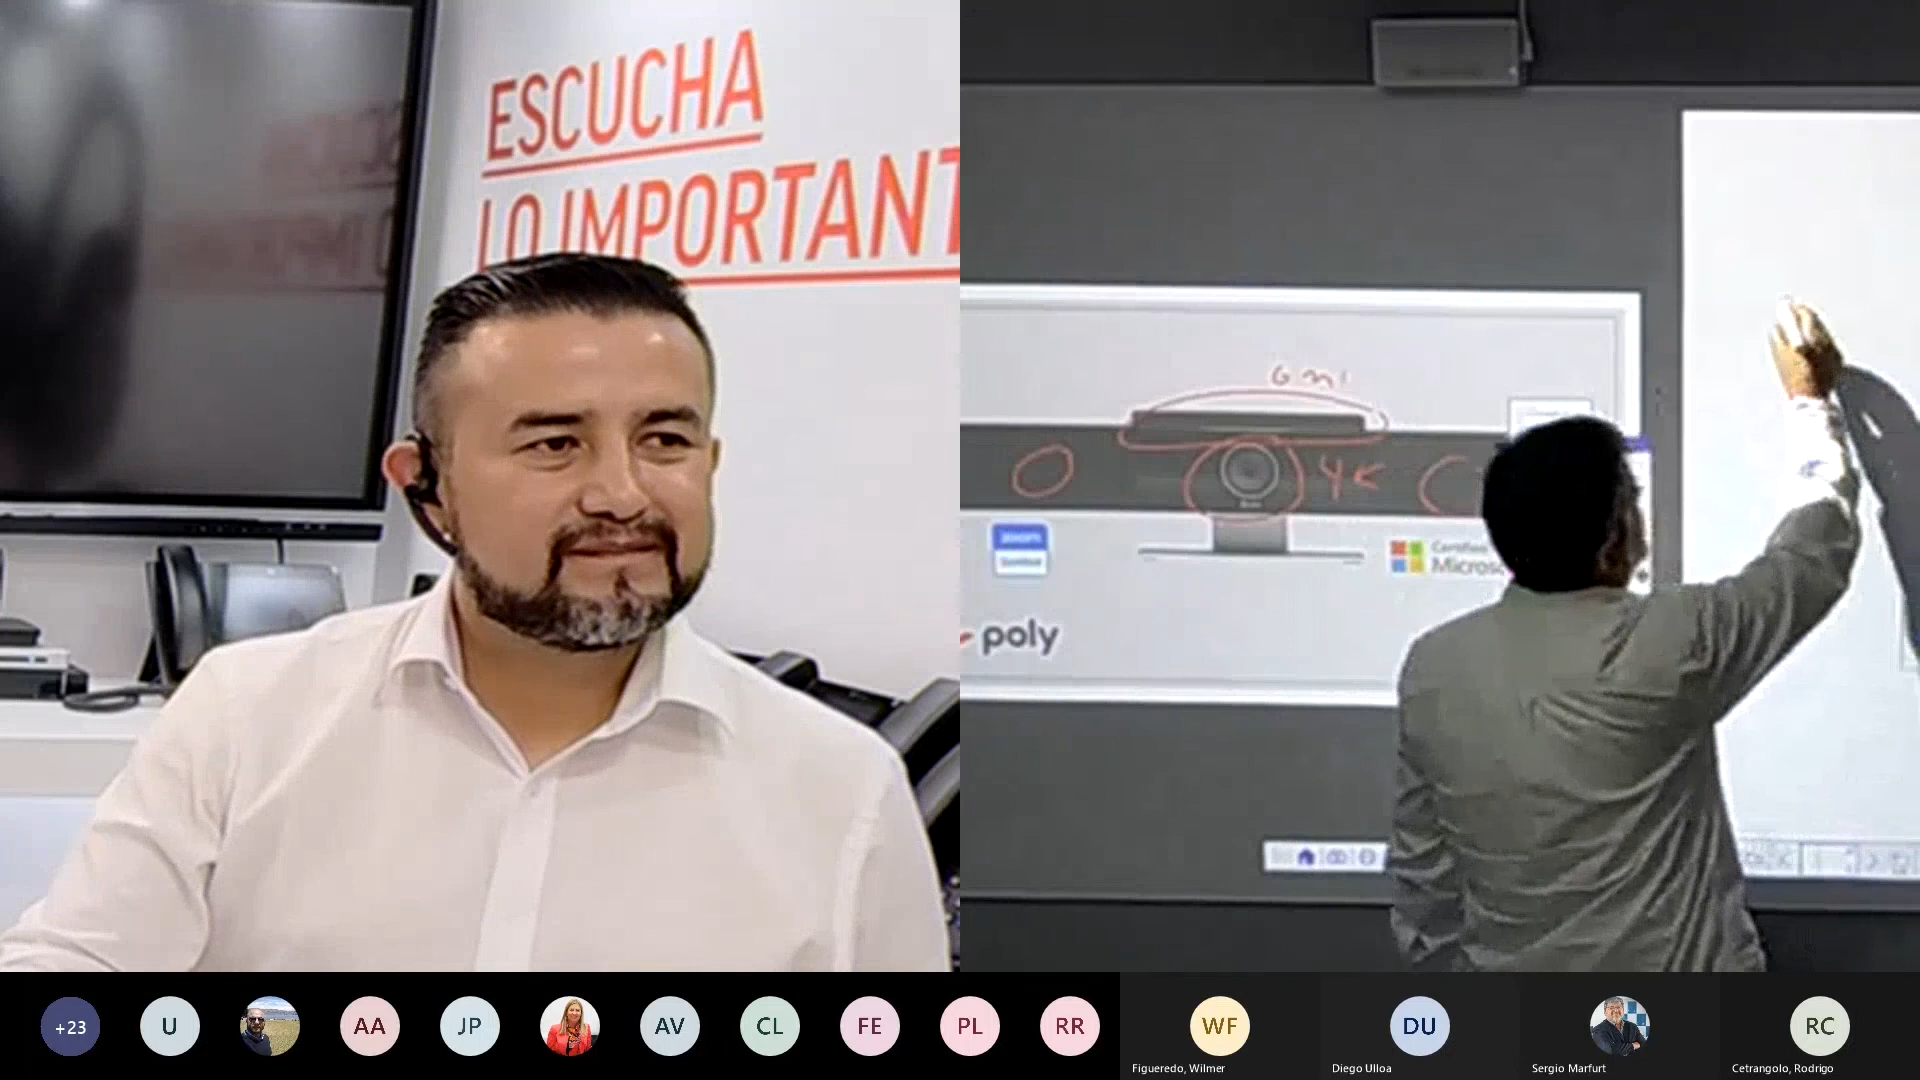 ESCUCHA
LO IMPORTANT
6 m
4K
zoom
Microso
poly
+23
U
AA
JP
AV
CL
FE
PL
RR
WF
DU
RC
Figueredo, Wilmer
Diego Ulloa
Sergio Marfurt
Cetrangolo, Rodrigo